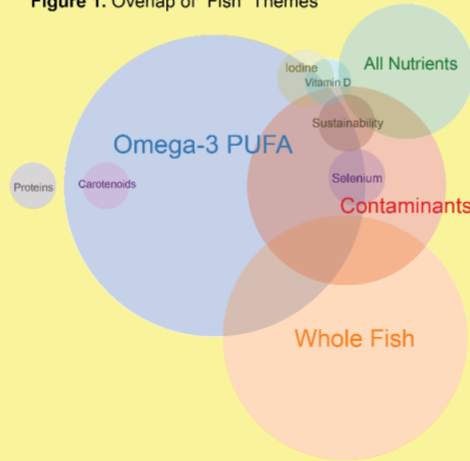 Figure 1. Overlap of "Fish" Themes
Iodine
All Nutrients
Vitamin D
Sustainability
Omega-3 PUFA
Selenium
Proteins
Carotenoids
Contaminants
Whole Fish